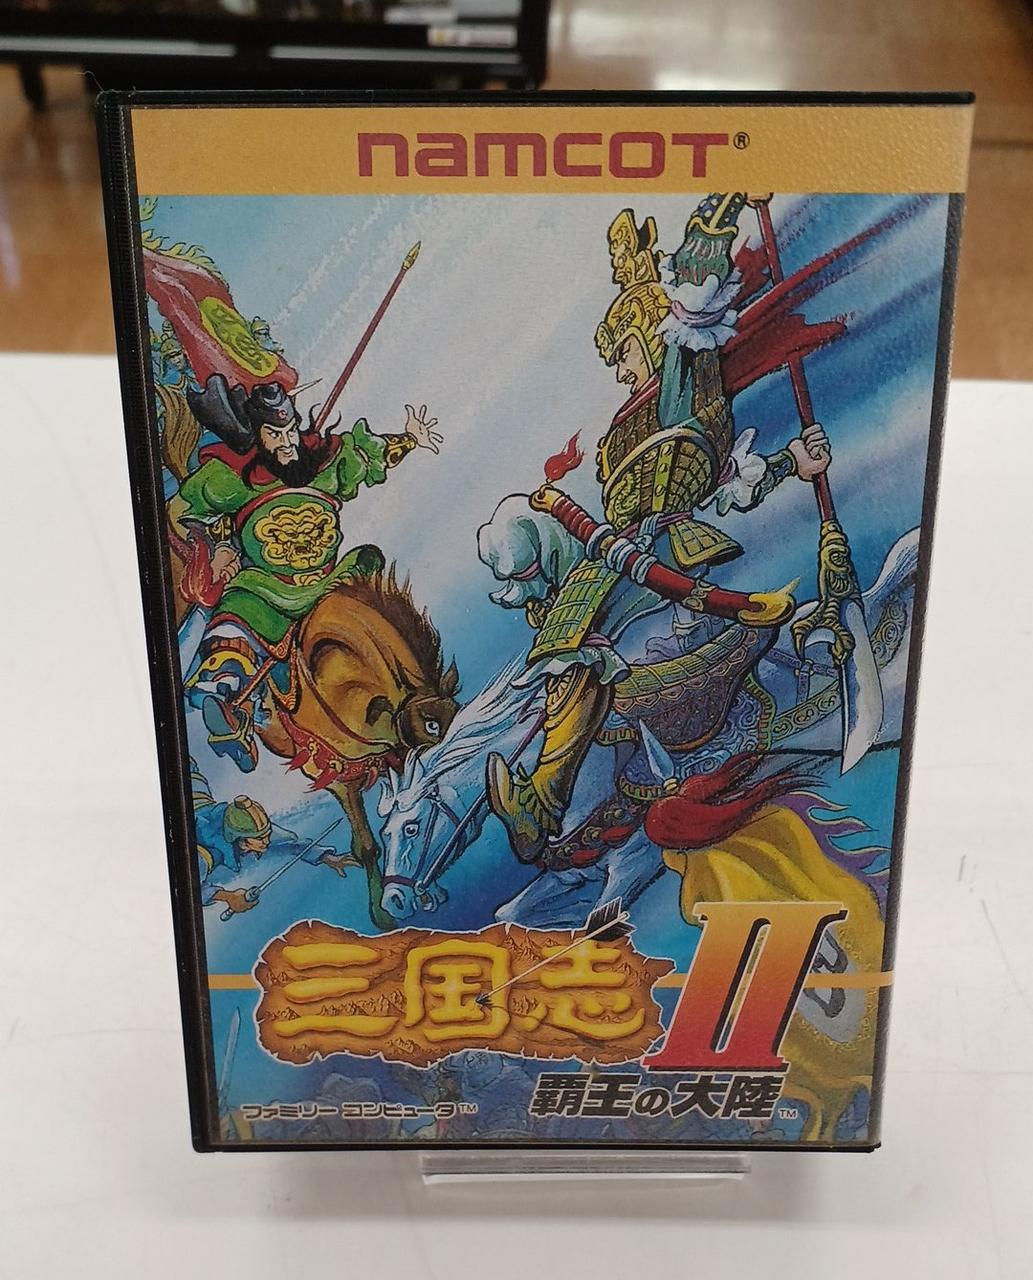 namcoT®
三国志 II
覇王の大陸™
ファミリーコンピュータ™